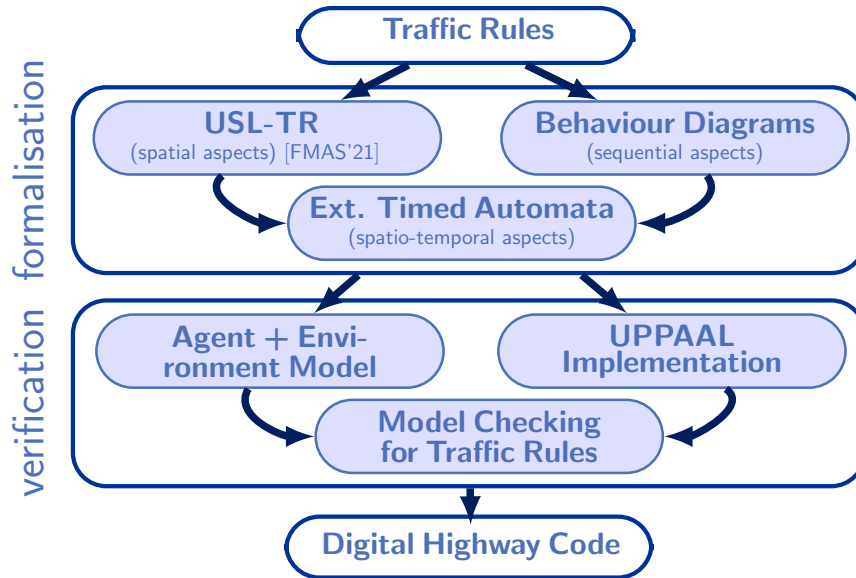 Traffic Rules
formalisation
USL-TR
(spatial aspects) [FMAS'21]
Behaviour Diagrams
(sequential aspects)
Ext. Timed Automata
(spatio-temporal aspects)
verification
Agent + Envi-
ronment Model
UPPAAL
Implementation
Model Checking
for Traffic Rules
Digital Highway Code